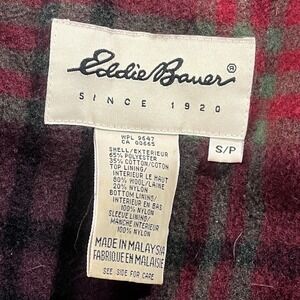 Eddie Bauer®
SINCE 1920
S/P
WPL 9647
CA 00665
SHELL/EXTERIEUR
65% POLYESTER
35% COTTON/COTON
TOP LINING/
INTERIEUR LE HAUT
80% WOOL/LAINE
20% NYLON
BOTTOM LINING/
INTERIEUR EN BAS
100% NYLON
SLEEVE LINING/
MANCHE INTERIEUR
100% NYLON
MADE IN MALAYSIA
FABRIQUE EN MALAISIE
SEE SIDE FOR CARE